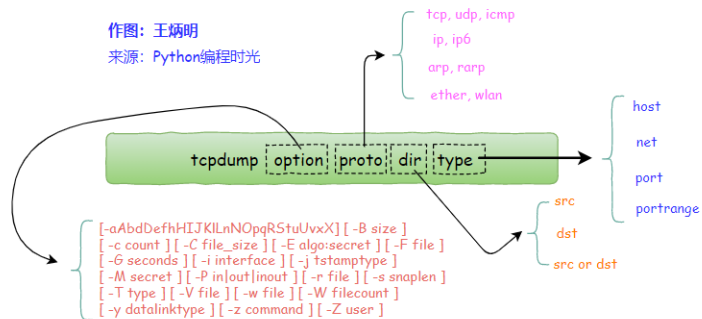 作图：王炳明
来源：Python编程时光
tcp, udp, icmp
ip, ip6
arp, rarp
ether, wlan
tcpdump option proto dir type
host
net
port
portrange
src
dst
src or dst
[-aAbdDefhHIJKlLnNOpqRStuUvxX] [ -B size ]
[ -c count ] [ -C file_size ] [ -E algo:secret ] [ -F file ]
[ -G seconds ] [ -i interface ] [ -j tstamptype ]
[ -M secret ] [ -P in|out|inout ] [ -r file ] [ -s snaplen ]
[ -T type ] [ -V file ] [ -w file ] [ -W filecount ]
[ -y datalinktype ] [ -z command ] [ -Z user ]